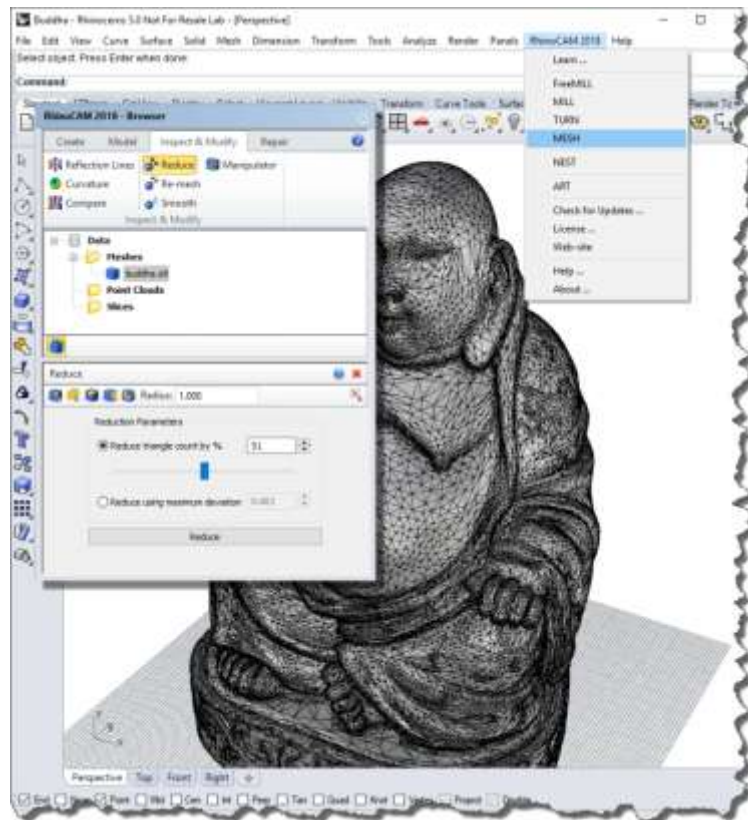 Buddha - Rhinoceros 5.0 Not For Resale Lab - [Perspective]
File Edit View Curve Surface Solid Mesh Dimension Transform Tools Analyze Render Panels RhinoCAM 2018 Help
Select object. Press Enter when done
Command:
Transform Curve Tools
RhinoCAM 2018 - Browser
Create Model Inspect & Modify Repair
Reflection Lines Reduce Manipulator
Curvature Re-mesh
Compare Smooth
Inspect & Modify
Data
Meshes
Point Clouds
Slices
Reduce
Radius: 1.000
Reduction Parameters
Reduce triangle count by % 51
Reduce using maximum deviation
Reduce
Learn ...
FreeMILL
MILL
TURN
MESH
NEST
ART
Check for Updates ...
License ...
Web-site
Help ...
About ...
Perspective Top Front Right
End Point Mid Cen Int Perp Tan Quad Knot Project